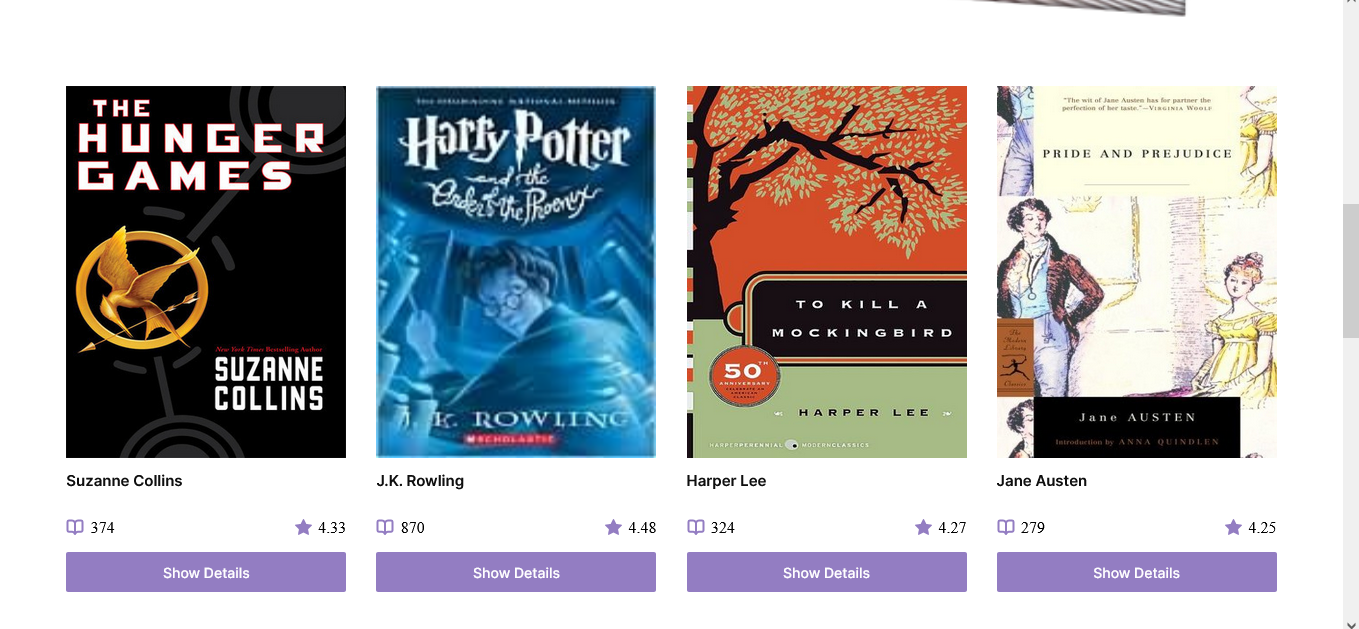 THE
HUNGER
GAMES
New York Times Bestselling Author
SUZANNE
COLLINS
Suzanne Collins
374
4.33
Show Details
Harry Potter
and the
Order of the Phoenix
J. K. ROWLING
SCHOLASTIC
J.K. Rowling
870
4.48
Show Details
TO KILL A
MOCKINGBIRD
50TH
ANNIVERSARY
HARPER LEE
HARPERPERENNIAL MODERNCLASSICS
Harper Lee
324
4.27
Show Details
"The wit of Jane Austen has for partner the
perfection of her taste."—VIRGINIA WOOLF
PRIDE AND PREJUDICE
The
Modern
Library
Classics
Jane AUSTEN
Introduction by ANNA QUINDLEN
Jane Austen
279
4.25
Show Details